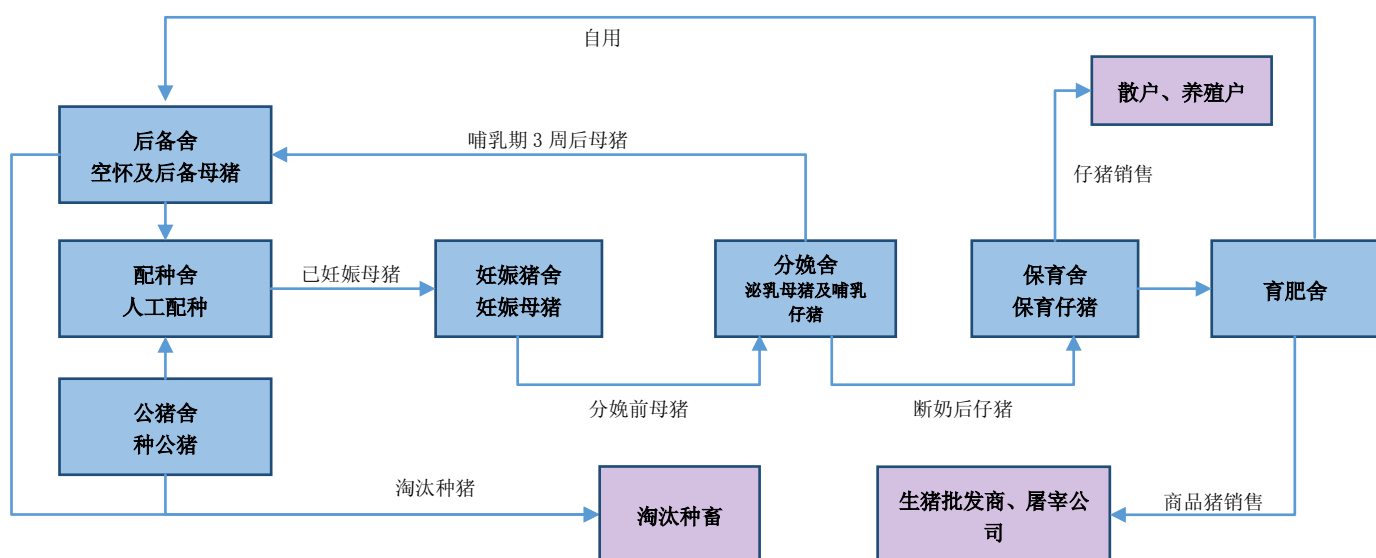 自用
散户、养殖户
后备舍
空怀及后备母猪
哺乳期 3 周后母猪
仔猪销售
配种舍
人工配种
已妊娠母猪
妊娠猪舍
妊娠母猪
分娩舍
泌乳母猪及哺乳
仔猪
保育舍
保育仔猪
育肥舍
公猪舍
种公猪
分娩前母猪
断奶后仔猪
淘汰种猪
淘汰种畜
生猪批发商、屠宰公
司
商品猪销售